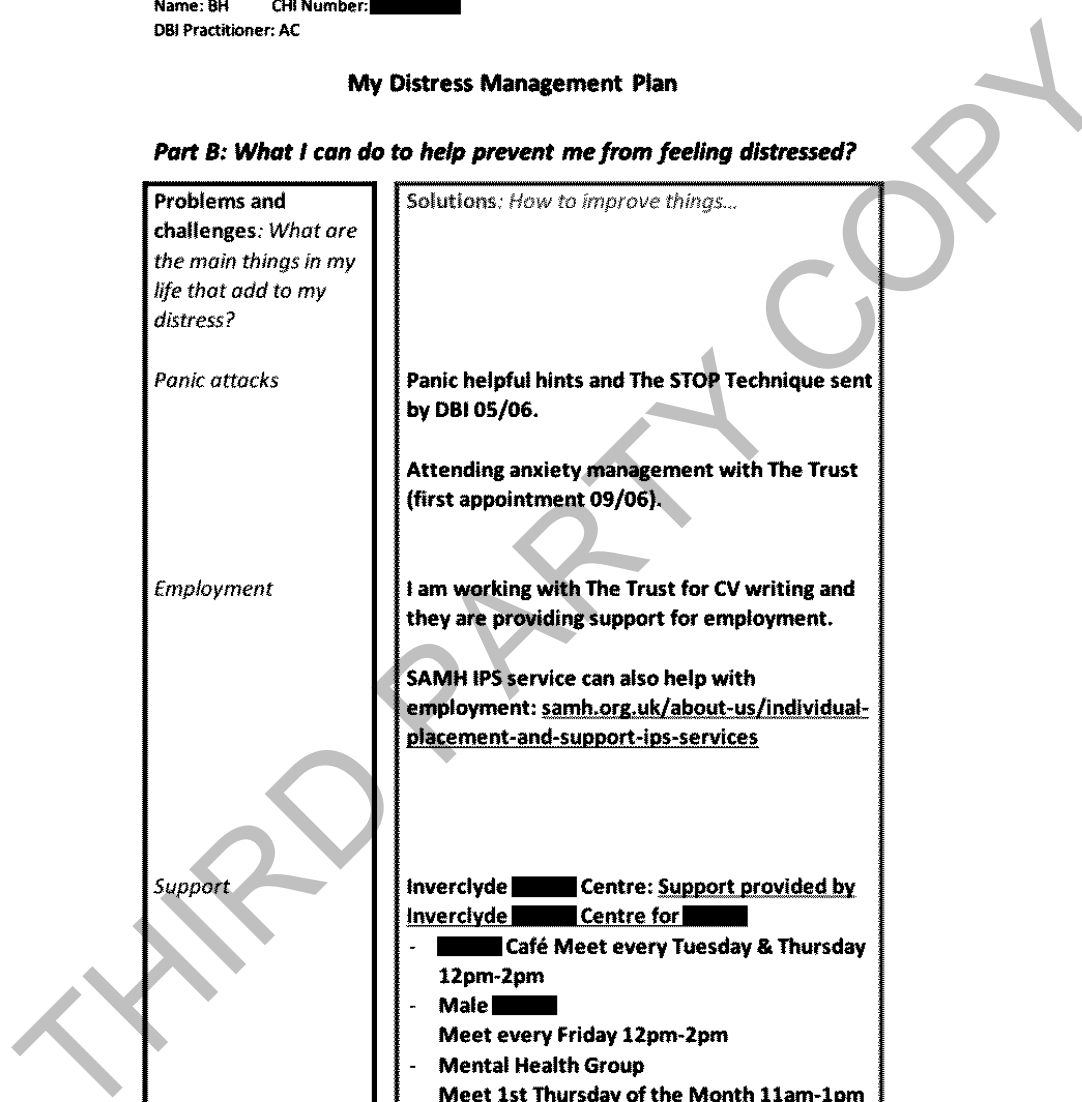 Name: BH CHI Number:
DBI Practitioner: AC
My Distress Management Plan
Part B: What I can do to help prevent me from feeling distressed?
Problems and
challenges: What are
the main things in my
life that add to my
distress?
Solutions: How to improve things...
Panic attacks
Panic helpful hints and The STOP Technique sent
by DBI 05/06.
Attending anxiety management with The Trust
(first appointment 09/06).
Employment
I am working with The Trust for CV writing and
they are providing support for employment.
SAMH IPS service can also help with
employment: samh.org.uk/about-us/individual-
placement-and-support-ips-services
Support
Inverclyde Centre: Support provided by
Inverclyde Centre for
- Café Meet every Tuesday & Thursday
12pm-2pm
- Male
Meet every Friday 12pm-2pm
- Mental Health Group
Meet 1st Thursday of the Month 11am-1pm
THIRD PARTY COPY